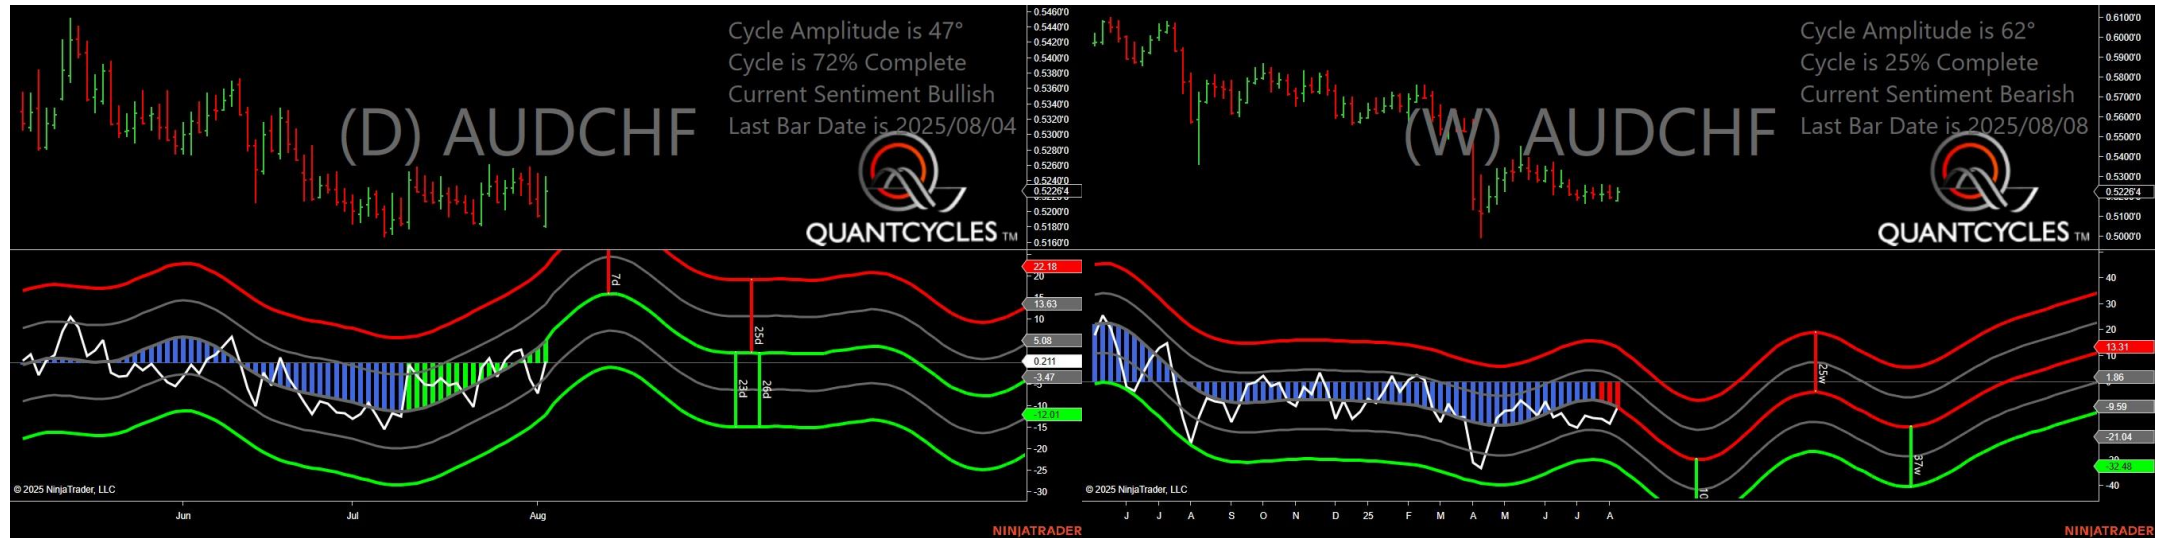 Cycle Amplitude is 47°
Cycle is 72% Complete
Current Sentiment Bullish
Last Bar Date is 2025/08/04
(D) AUDCHF
QUANTCYCLES TM
0.5460'0
0.5440'0
0.5420'0
0.5400'0
0.5380'0
0.5360'0
0.5340'0
0.5320'0
0.5300'0
0.5280'0
0.5260'0
0.5240'0
0.5226'4
0.5200'0
0.5180'0
0.5160'0
7d
25d
23d
26d
22.18
20
13.63
10
5.08
0.211
-3.47
-10
-12.01
-15
-20
-25
-30
© 2025 NinjaTrader, LLC
Jun Jul Aug
NINJATRADER
Cycle Amplitude is 62°
Cycle is 25% Complete
Current Sentiment Bearish
Last Bar Date is 2025/08/08
(W) AUDCHF
QUANTCYCLES TM
0.6100'0
0.6000'0
0.5900'0
0.5800'0
0.5700'0
0.5600'0
0.5500'0
0.5400'0
0.5300'0
0.5226'4
0.5100'0
0.5000'0
25w
37w
40
30
20
13.31
10
1.86
-9.59
-21.04
-32.48
-40
© 2025 NinjaTrader, LLC
J J A S O N D 25 F M A M J J A
NINJATRADER